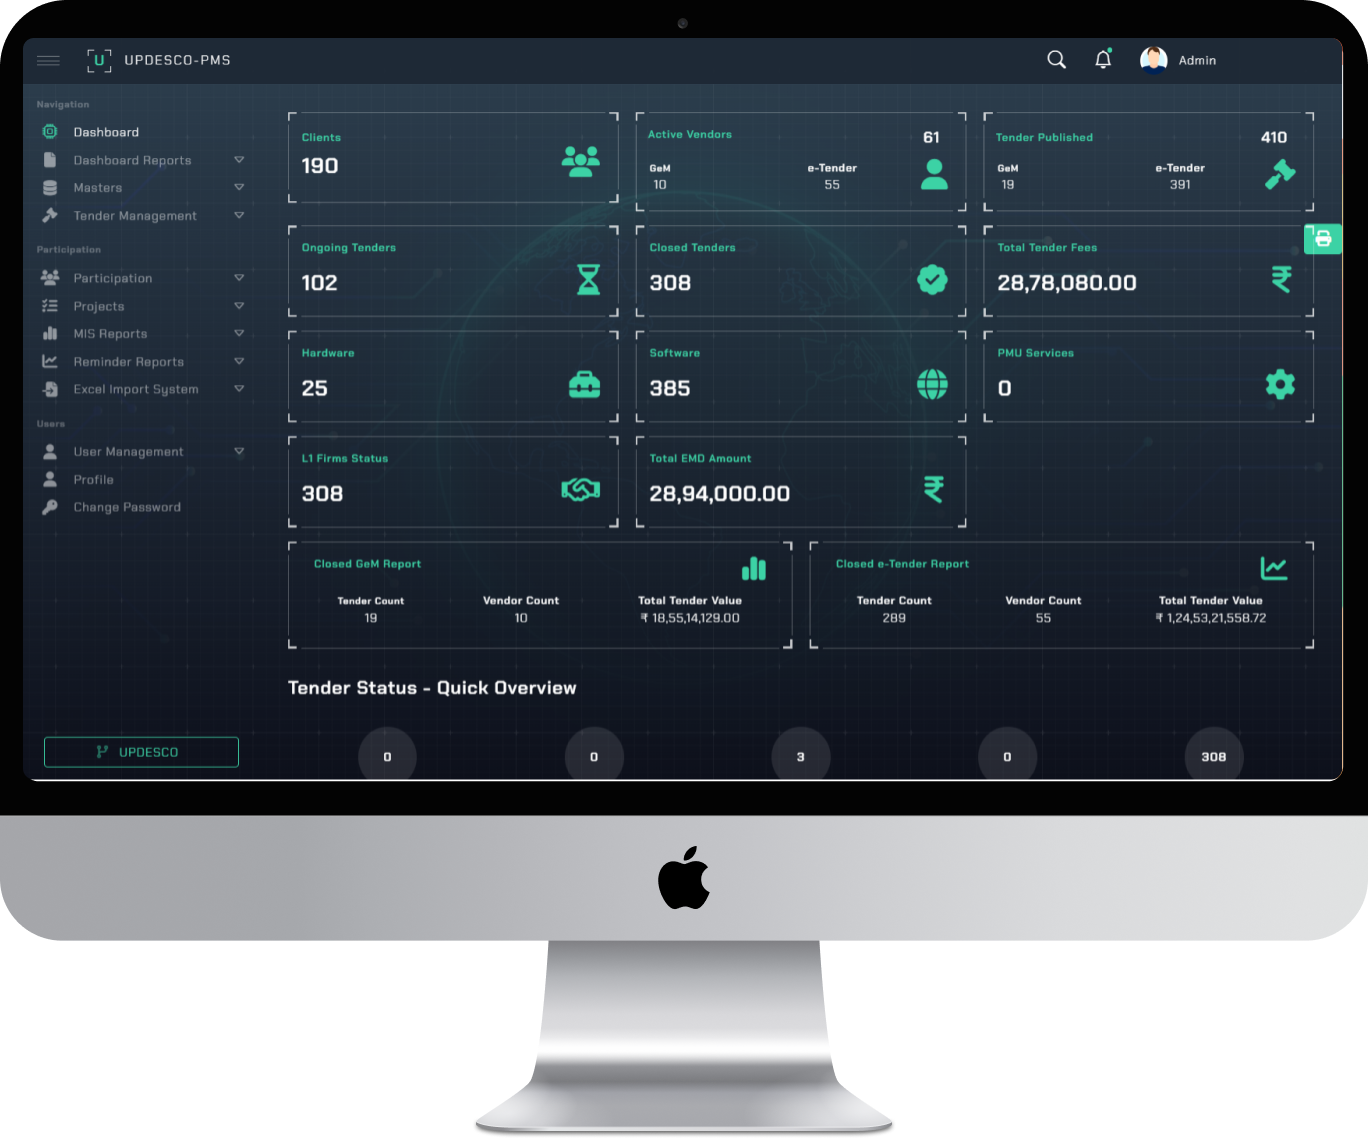 U UPDESCO-PMS
Admin
Navigation
Dashboard
Dashboard Reports
Masters
Tender Management
Participation
Participation
Projects
MIS Reports
Reminder Reports
Excel Import System
Users
User Management
Profile
Change Password
UPDESCO
Clients
190
Active Vendors 61
GeM e-Tender
10 55
Tender Published 410
GeM e-Tender
19 391
Ongoing Tenders
102
Closed Tenders
308
Total Tender Fees
28,78,080.00
₹
Hardware
25
Software
385
PMU Services
0
L1 Firms Status
308
Total EMD Amount
28,94,000.00
₹
Closed GeM Report
Tender Count Vendor Count Total Tender Value
19 10 ₹ 18,55,14,129.00
Closed e-Tender Report
Tender Count Vendor Count Total Tender Value
289 55 ₹ 1,24,53,21,558.72
Tender Status - Quick Overview
0 0 3 0 308